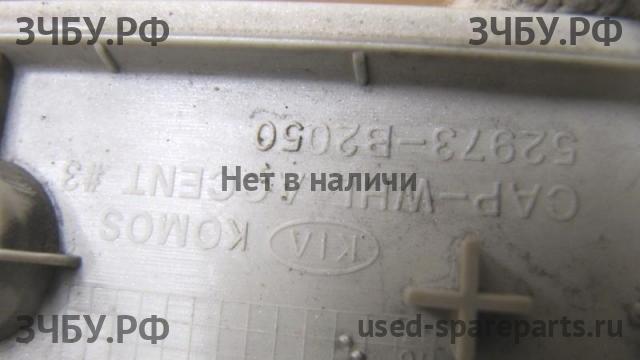 ЗЧБУ.РФ ЗЧБУ.РФ
52973-B2050
CAP-WHL ACCENT #3
KIA KOMOS
Нет в наличи
ЗЧБУ.РФ used-spareparts.ru